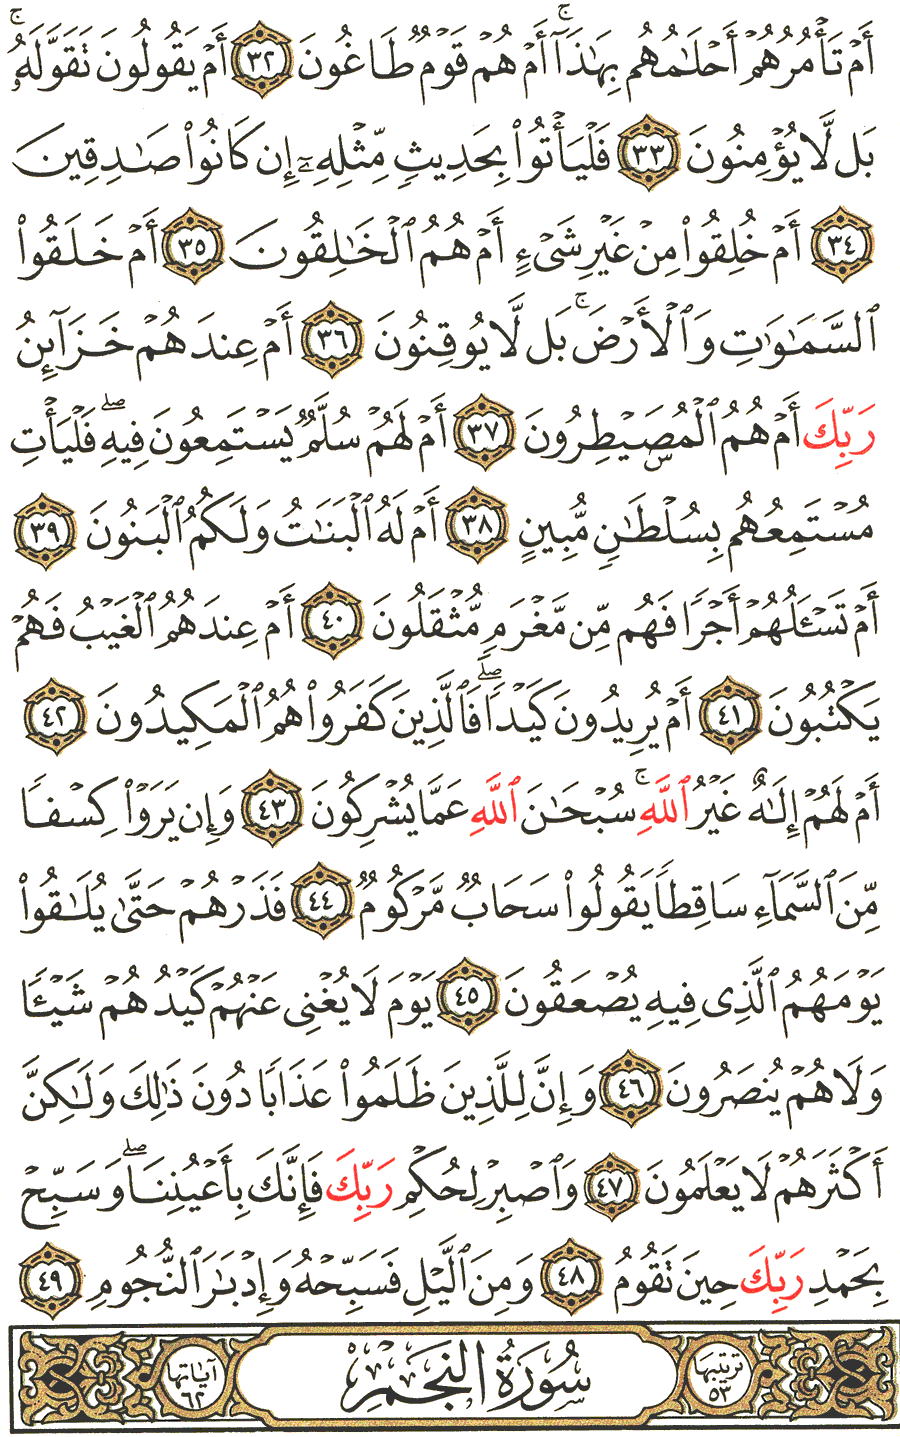 أَمۡ تَأۡمُرُهُمۡ أَحۡلَٰمُهُم بِهَٰذَآۚ أَمۡ هُمۡ قَوۡمٞ طَاغُونَ ٣٢ أَمۡ يَقُولُونَ تَقَوَّلَهُۥۚ
بَل لَّا يُؤۡمِنُونَ ٣٣ فَلۡيَأۡتُواْ بِحَدِيثٖ مِّثۡلِهِۦٓ إِن كَانُواْ صَٰدِقِينَ
٣٤ أَمۡ خُلِقُواْ مِنۡ غَيۡرِ شَيۡءٍ أَمۡ هُمُ ٱلۡخَٰلِقُونَ ٣٥ أَمۡ خَلَقُواْ
ٱلسَّمَٰوَٰتِ وَٱلۡأَرۡضَۚ بَل لَّا يُوقِنُونَ ٣٦ أَمۡ عِندَهُمۡ خَزَآئِنُ
رَبِّكَ أَمۡ هُمُ ٱلۡمُصَۜيۡطِرُونَ ٣٧ أَمۡ لَهُمۡ سُلَّمٞ يَسۡتَمِعُونَ فِيهِۖ فَلۡيَأۡتِ
مُسۡتَمِعُهُم بِسُلۡطَٰنٖ مُّبِينٍ ٣٨ أَمۡ لَهُ ٱلۡبَنَٰتُ وَلَكُمُ ٱلۡبَنُونَ ٣٩
أَمۡ تَسۡـَٔلُهُمۡ أَجۡرٗا فَهُم مِّن مَّغۡرَمٖ مُّثۡقَلُونَ ٤٠ أَمۡ عِندَهُمُ ٱلۡغَيۡبُ فَهُمۡ
يَكۡتُبُونَ ٤١ أَمۡ يُرِيدُونَ كَيۡدٗاۖ فَٱلَّذِينَ كَفَرُواْ هُمُ ٱلۡمَكِيدُونَ ٤٢
أَمۡ لَهُمۡ إِلَٰهٌ غَيۡرُ ٱللَّهِۚ سُبۡحَٰنَ ٱللَّهِ عَمَّا يُشۡرِكُونَ ٤٣ وَإِن يَرَوۡاْ كِسۡفٗا
مِّنَ ٱلسَّمَآءِ سَاقِطٗا يَقُولُواْ سَحَابٞ مَّرۡكُومٞ ٤٤ فَذَرۡهُمۡ حَتَّىٰ يُلَٰقُواْ
يَوۡمَهُمُ ٱلَّذِي فِيهِ يُصۡعَقُونَ ٤٥ يَوۡمَ لَا يُغۡنِي عَنۡهُمۡ كَيۡدُهُمۡ شَيۡـٔٗا
وَلَا هُمۡ يُنصَرُونَ ٤٦ وَإِنَّ لِلَّذِينَ ظَلَمُواْ عَذَابٗا دُونَ ذَٰلِكَ وَلَٰكِنَّ
أَكۡثَرَهُمۡ لَا يَعۡلَمُونَ ٤٧ وَٱصۡبِرۡ لِحُكۡمِ رَبِّكَ فَإِنَّكَ بِأَعۡيُنِنَاۖ وَسَبِّحۡ
بِحَمۡدِ رَبِّكَ حِينَ تَقُومُ ٤٨ وَمِنَ ٱلَّيۡلِ فَسَبِّحۡهُ وَإِدۡبَٰرَ ٱلنُّجُومِ ٤٩
ترتيبها ٥٣ سُورَةُ النَّجۡمِ آياتها ٦٢